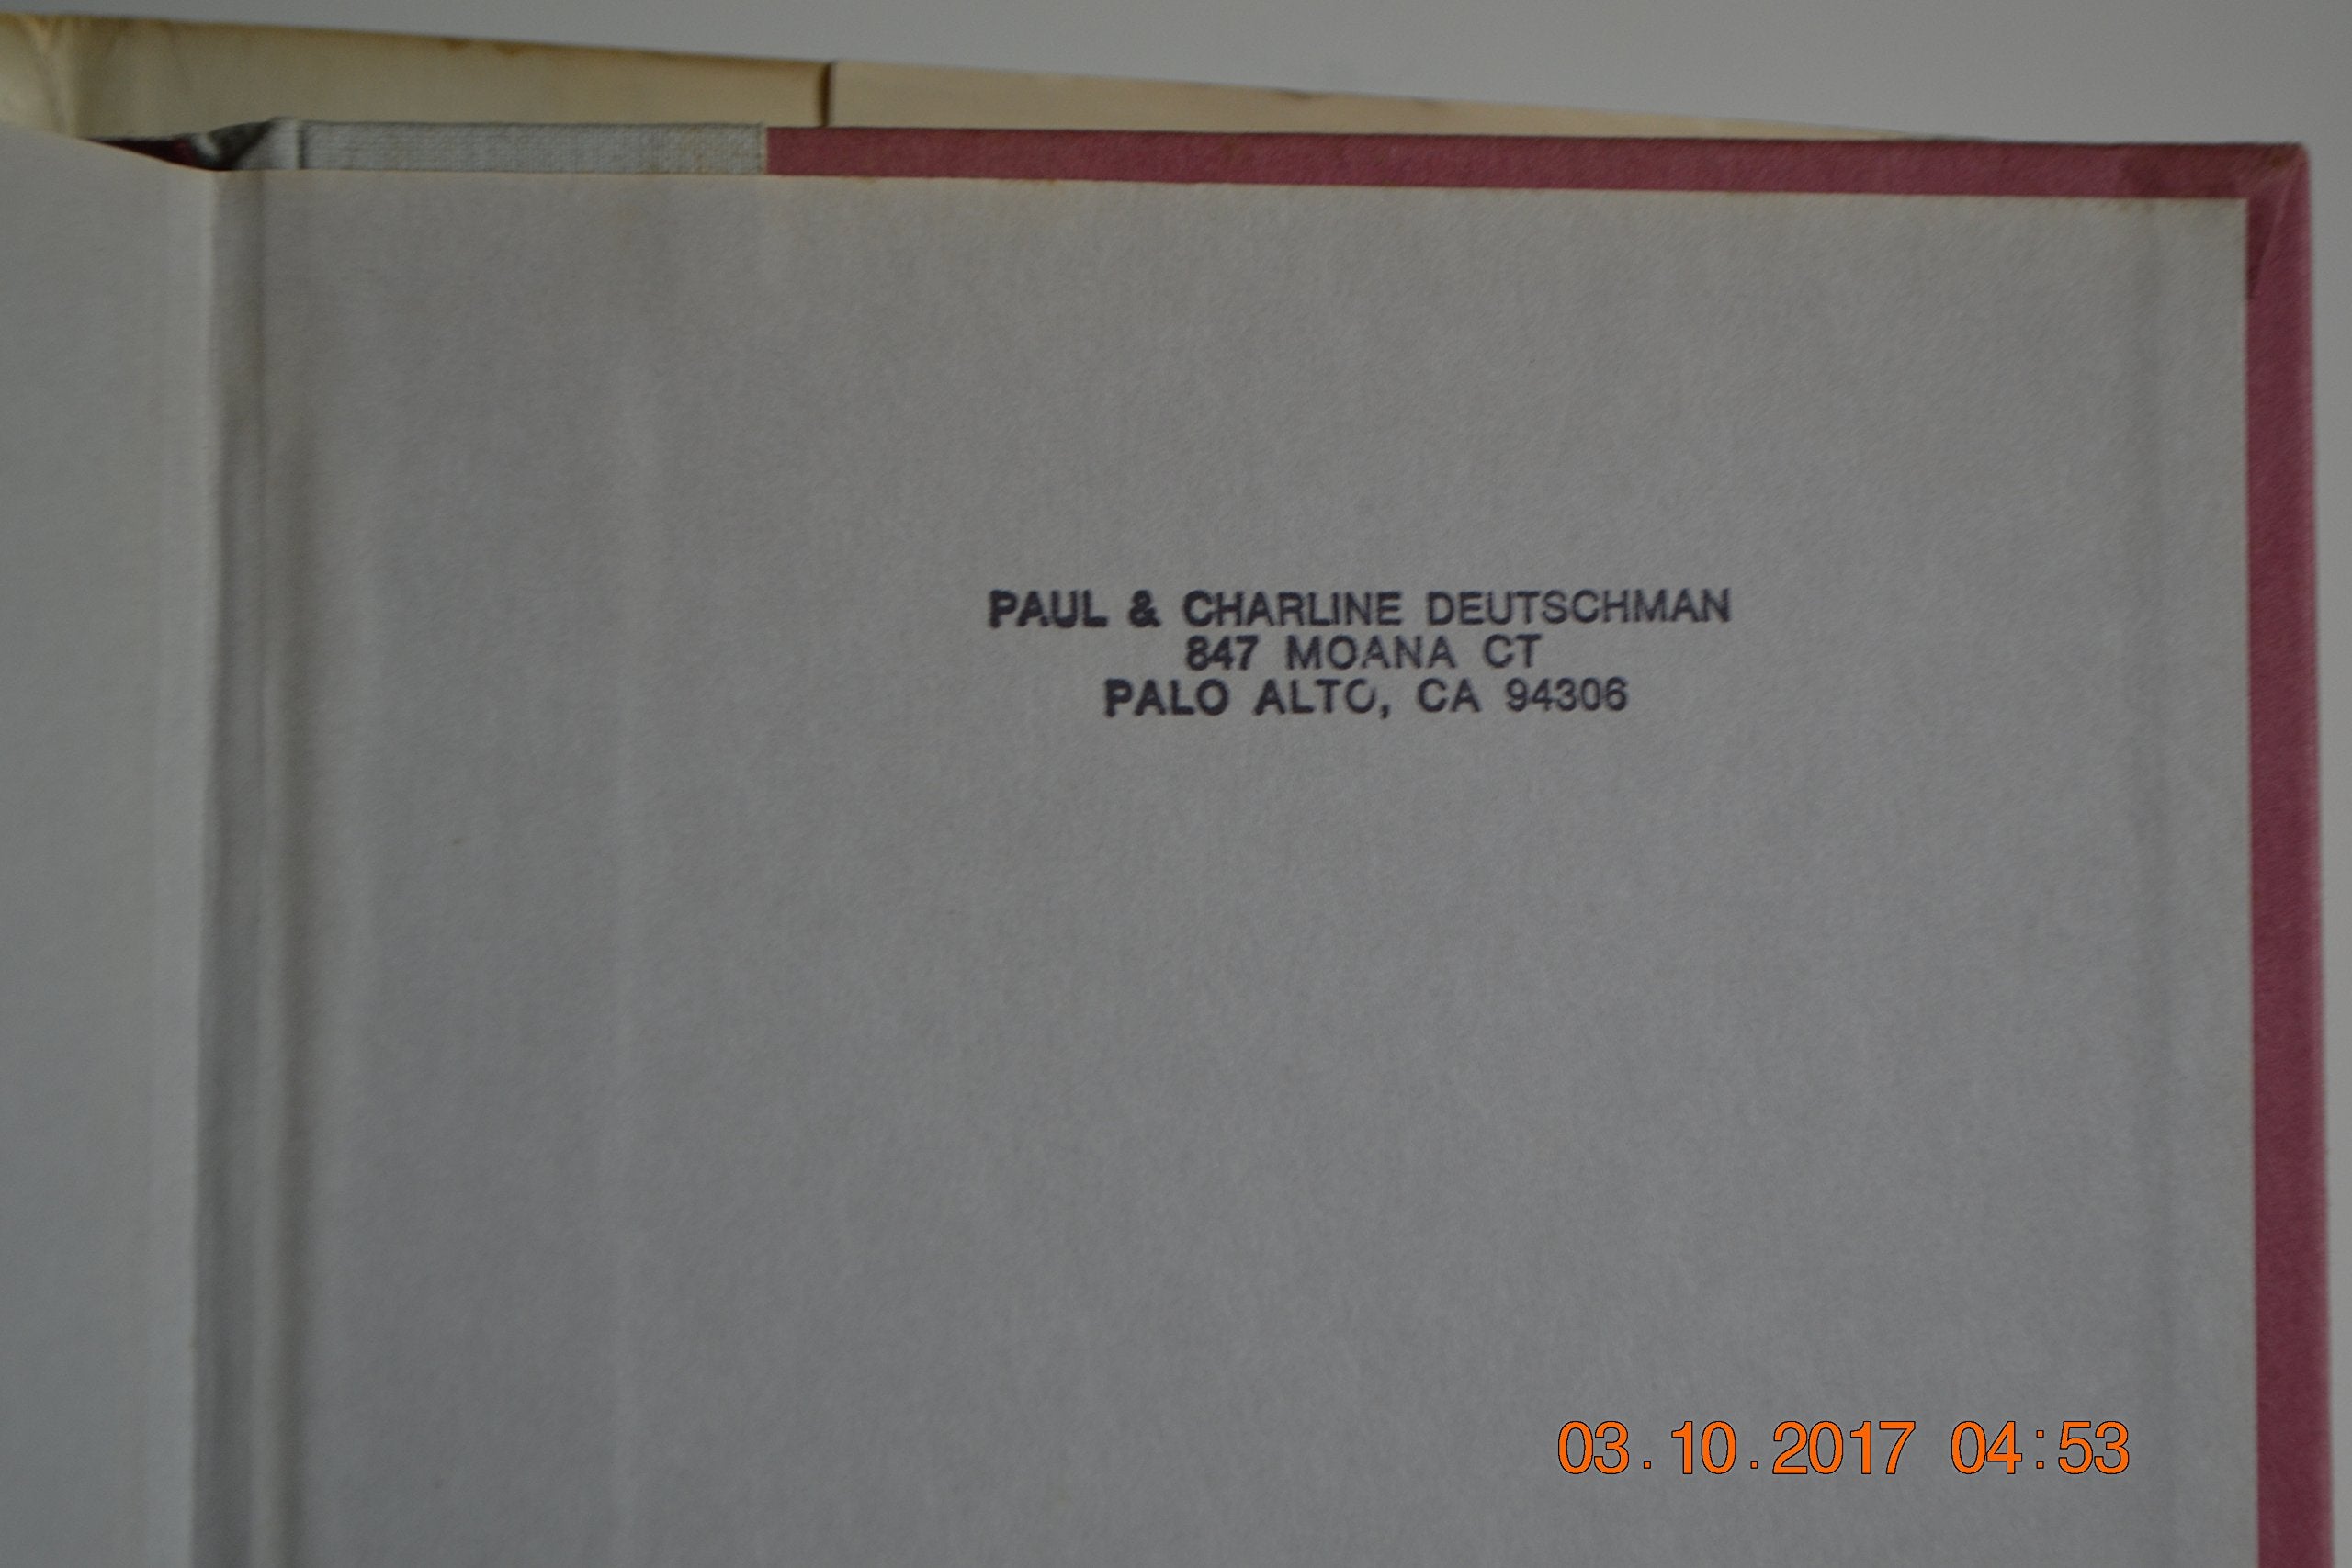 PAUL & CHARLINE DEUTSCHMAN
847 MOANA CT
PALO ALTO, CA 94306
03.10.2017 04:53